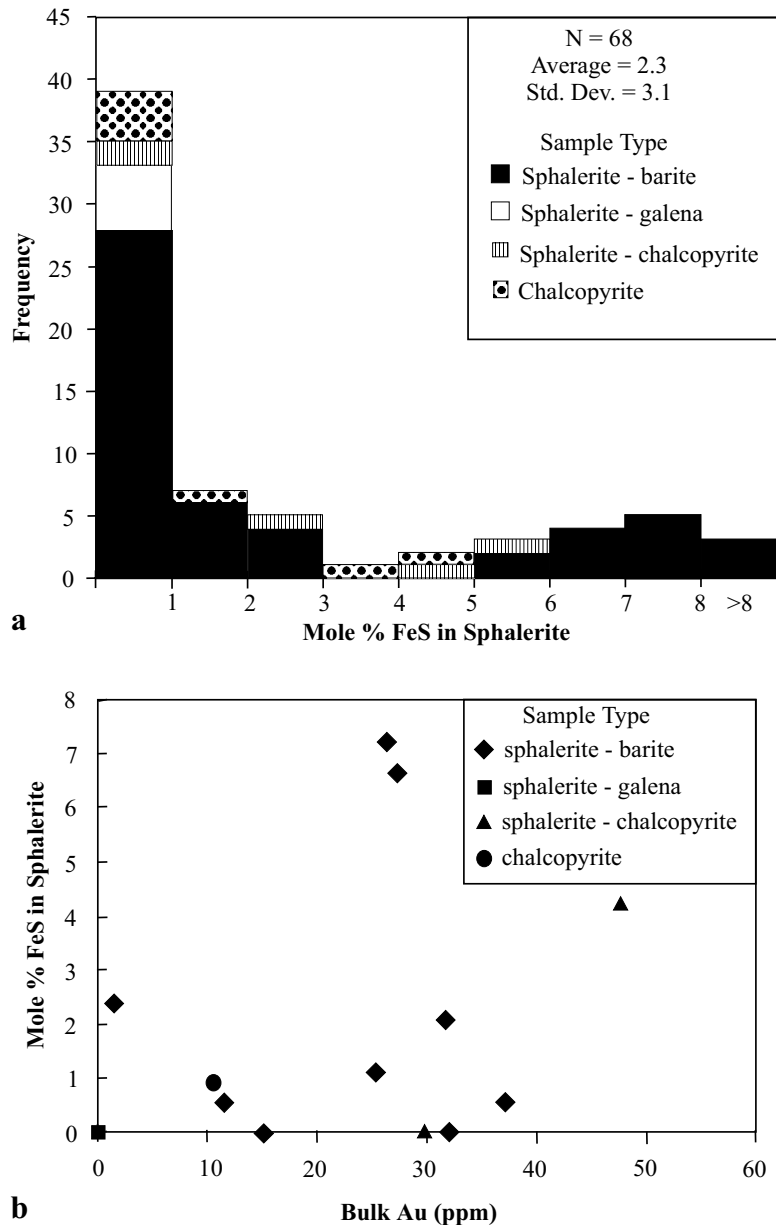 45
40
35
30
25
20
15
10
5
0
Frequency
N = 68
Average = 2.3
Std. Dev. = 3.1
Sample Type
Sphalerite - barite
Sphalerite - galena
Sphalerite - chalcopyrite
Chalcopyrite
1 2 3 4 5 6 7 8 >8
Mole % FeS in Sphalerite
a
8
7
6
5
4
3
2
1
0
Mole % FeS in Sphalerite
Sample Type
sphalerite - barite
sphalerite - galena
sphalerite - chalcopyrite
chalcopyrite
0 10 20 30 40 50 60
Bulk Au (ppm)
b